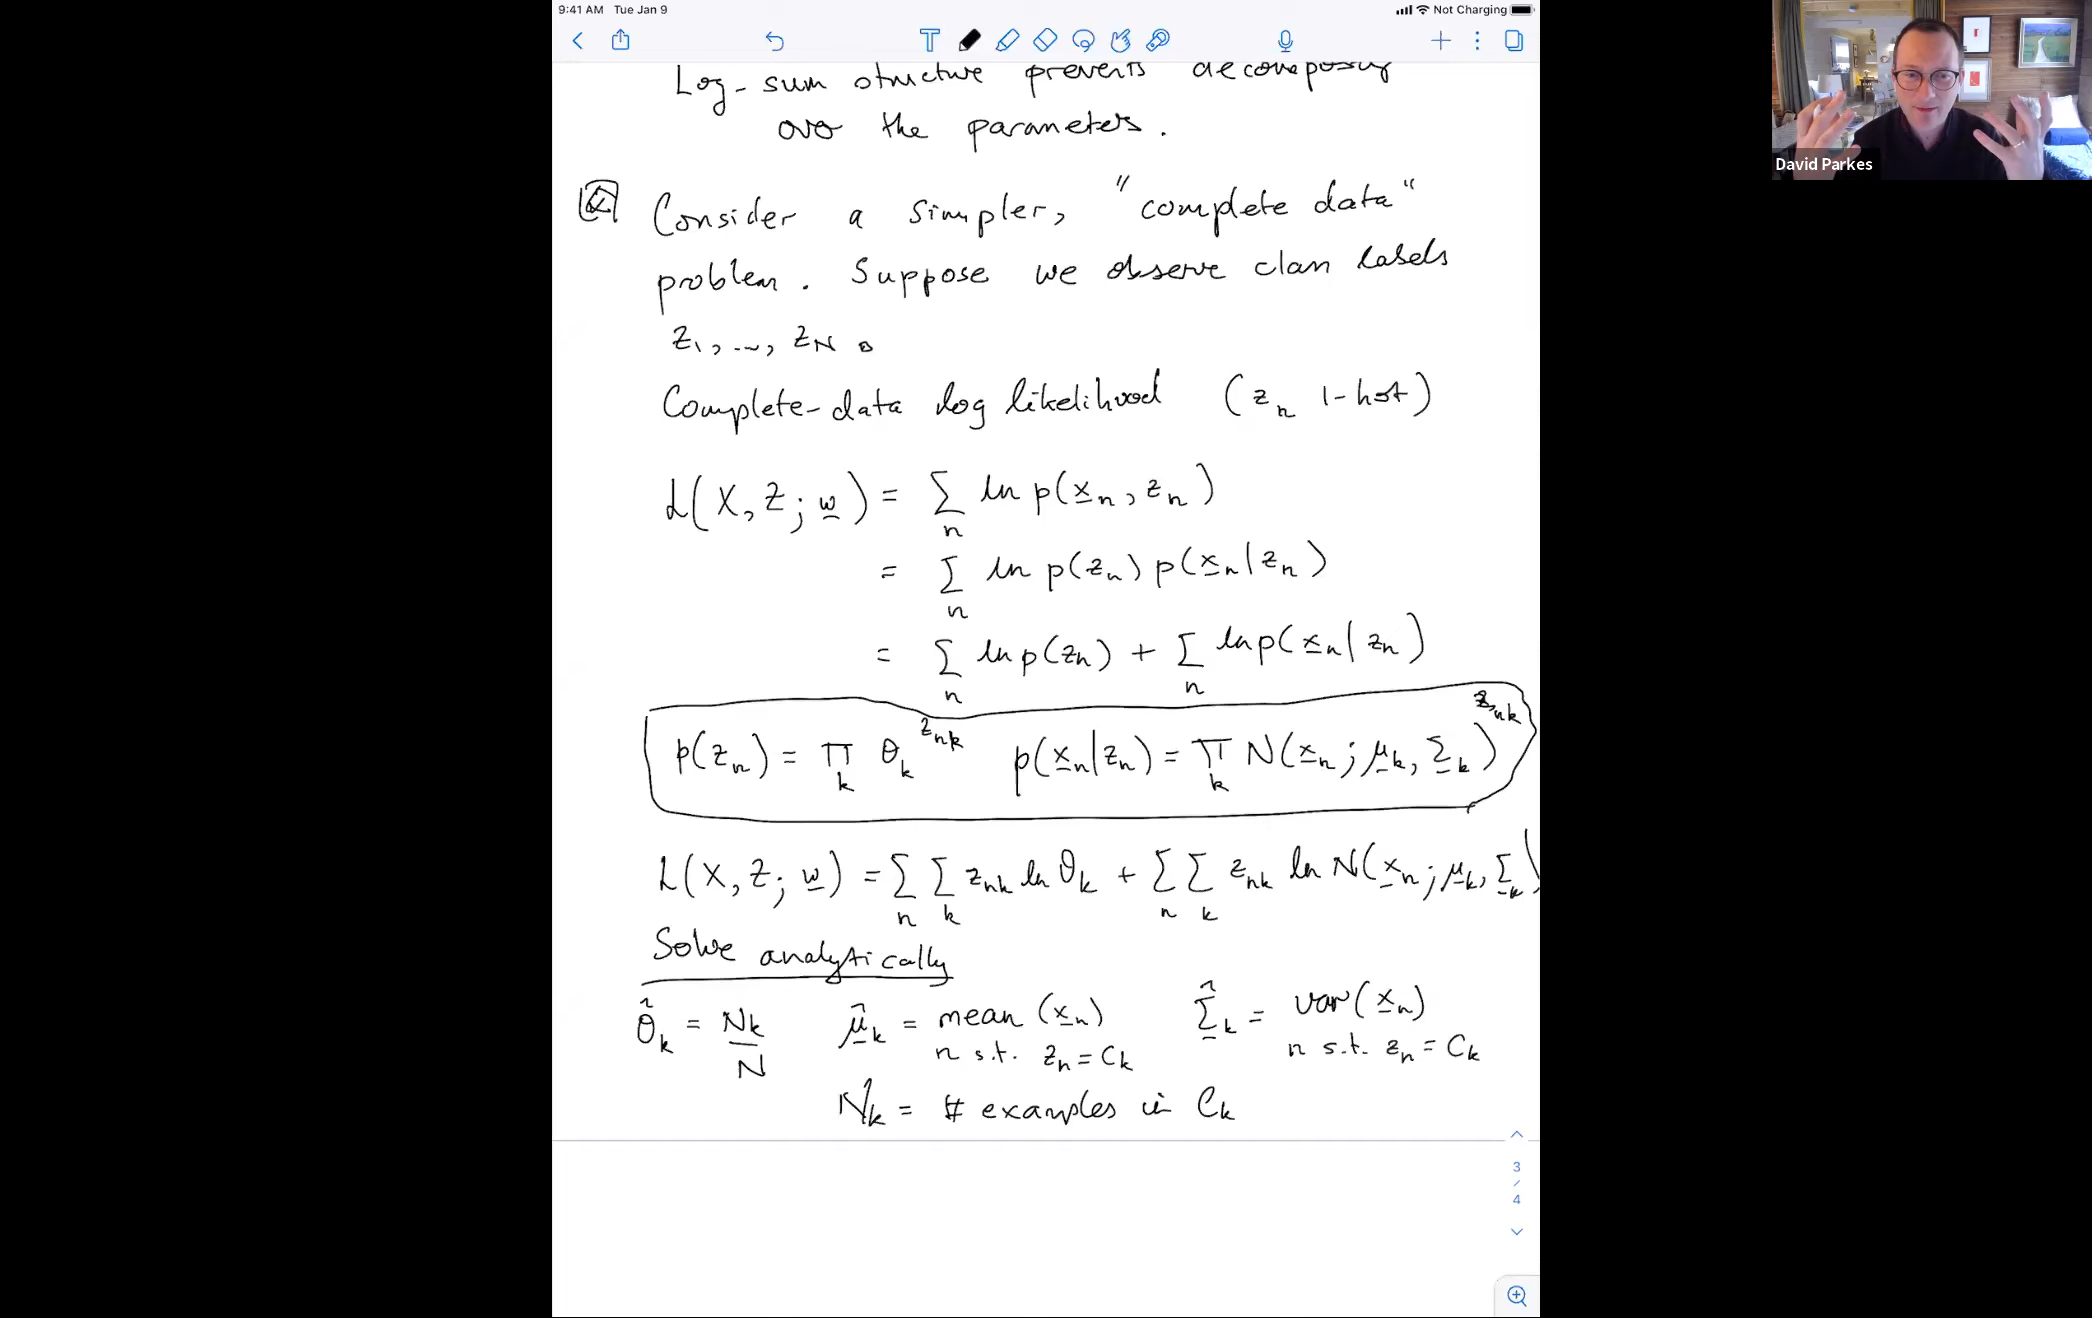 9:41 AM Tue Jan 9
Not Charging
David Parkes
Log-sum structure prevents decomposing
over the parameters.
Consider a simpler, "complete data"
problem. Suppose we observe class labels
z₁, ..., z_N.
Complete-data log likelihood (z_n 1-hot)
L(X, Z; w) = Σ_n ln p(x_n, z_n)
= Σ_n ln p(z_n) p(x_n|z_n)
= Σ_n ln p(z_n) + Σ_n ln p(x_n|z_n)
p(z_n) = Π_k θ_k^{z_nk} p(x_n|z_n) = Π_k N(x_n; μ_k, Σ_k)^{z_nk}
L(X, Z; w) = Σ_n Σ_k z_nk ln θ_k + Σ_n Σ_k z_nk ln N(x_n; μ_k, Σ_k)
Solve analytically
θ̂_k = N_k/N μ̂_k = mean (x_n) Σ̂_k = var(x_n)
n s.t. z_n = C_k n s.t. z_n = C_k
N_k = # examples in C_k
3
/
4